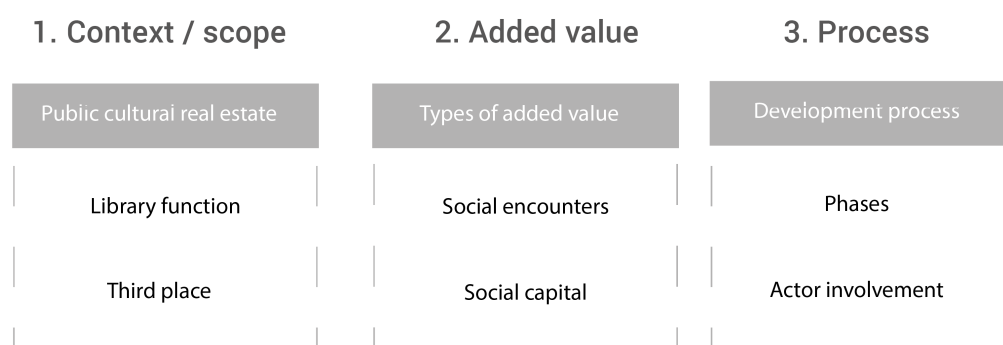 1. Context / scope
2. Added value
3. Process
Public cultural real estate
Types of added value
Development process
Library function
Social encounters
Phases
Third place
Social capital
Actor involvement